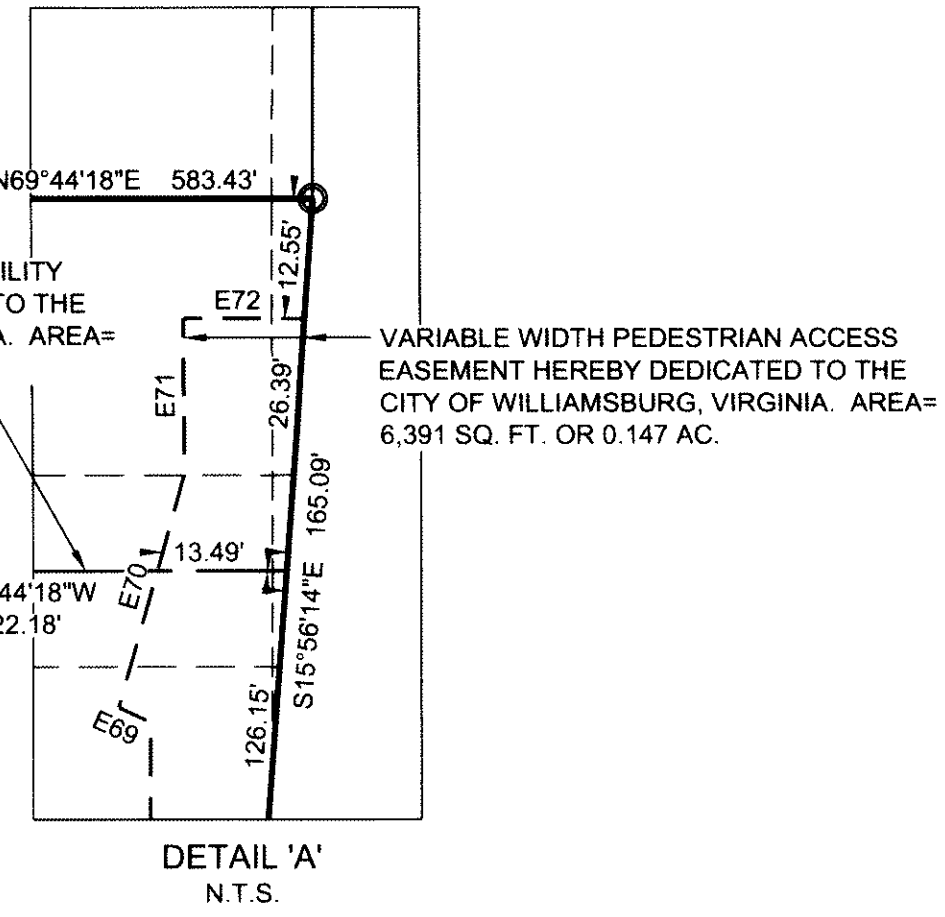 N69°44'18"E 583.43'
12.55'
ILITY
TO THE
A. AREA=
E72
VARIABLE WIDTH PEDESTRIAN ACCESS
EASEMENT HEREBY DEDICATED TO THE
CITY OF WILLIAMSBURG, VIRGINIA. AREA=
6,391 SQ. FT. OR 0.147 AC.
E71
26.39'
165.09'
13.49'
E70
44'18"W
22.18'
S15°56'14"E
E69
126.15'
DETAIL 'A'
N.T.S.